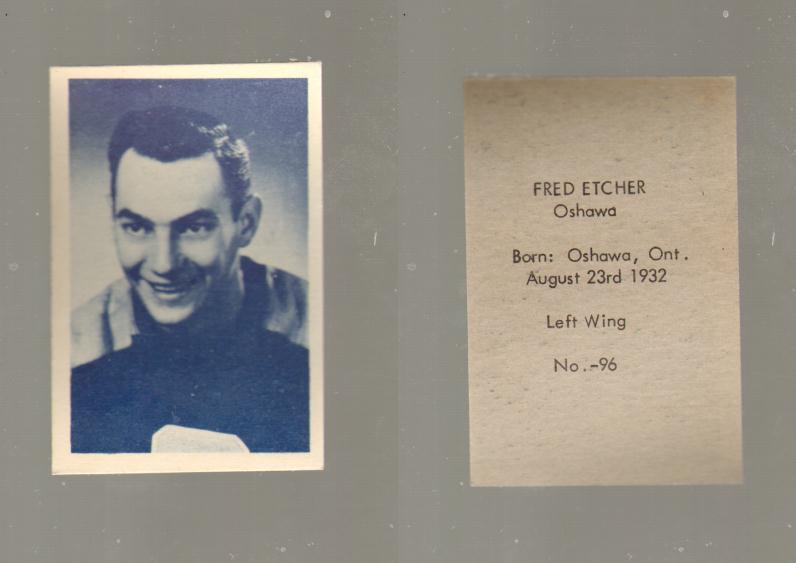 FRED ETCHER
Oshawa
Born: Oshawa, Ont.
August 23rd 1932
Left Wing
No.-96